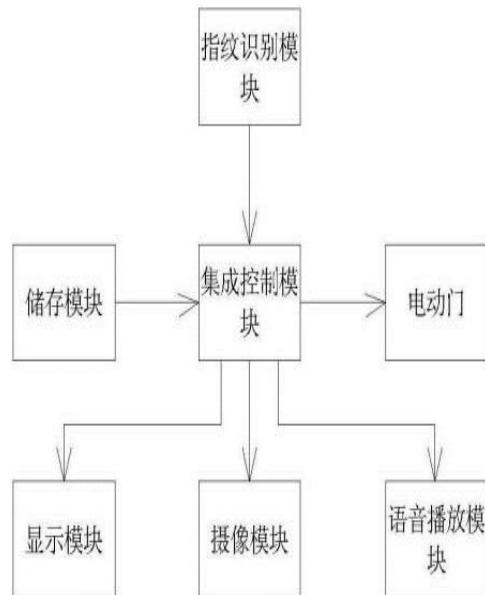 指纹识别模
块
储存模块
集成控制模
块
电动门
显示模块
摄像模块
语音播放模
块